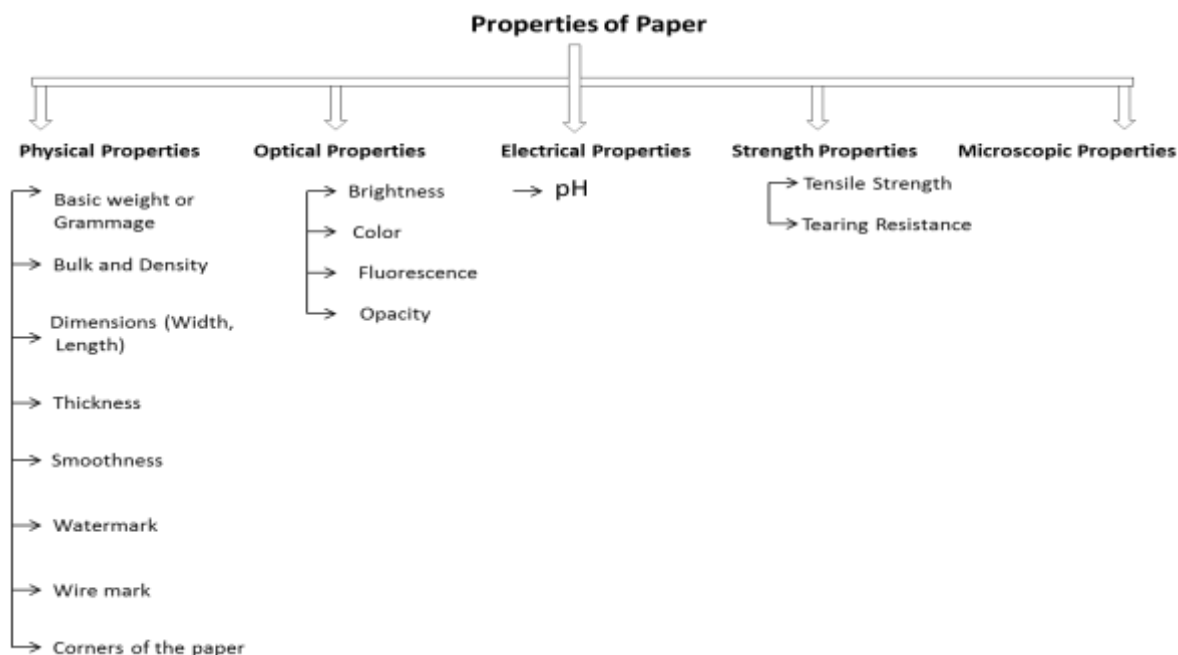 Properties of Paper
Physical Properties
Optical Properties
Electrical Properties
Strength Properties
Microscopic Properties
Basic weight or
Grammage
Bulk and Density
Dimensions (Width,
Length)
Thickness
Smoothness
Watermark
Wire mark
Corners of the paper
Brightness
Color
Fluorescence
Opacity
pH
Tensile Strength
Tearing Resistance